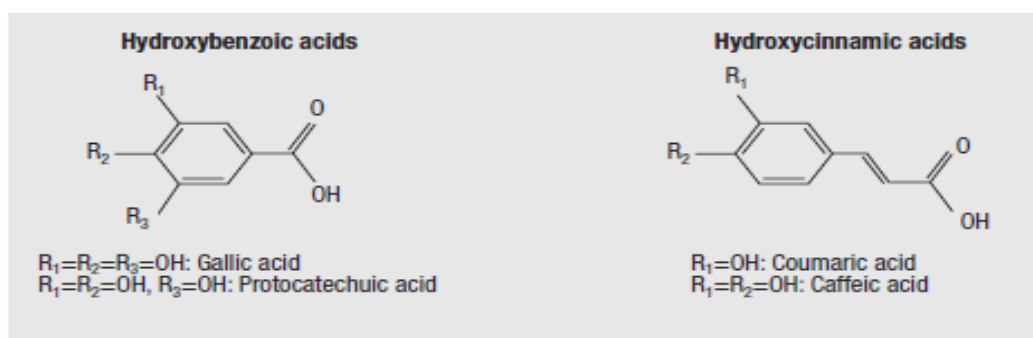 Hydroxybenzoic acids
R₁
R₂
R₃
O
OH
R₁=R₂=R₃=OH: Gallic acid
R₁=R₂=OH, R₃=OH: Protocatechuic acid
Hydroxycinnamic acids
R₁
R₂
O
OH
R₁=OH: Coumaric acid
R₁=R₂=OH: Caffeic acid